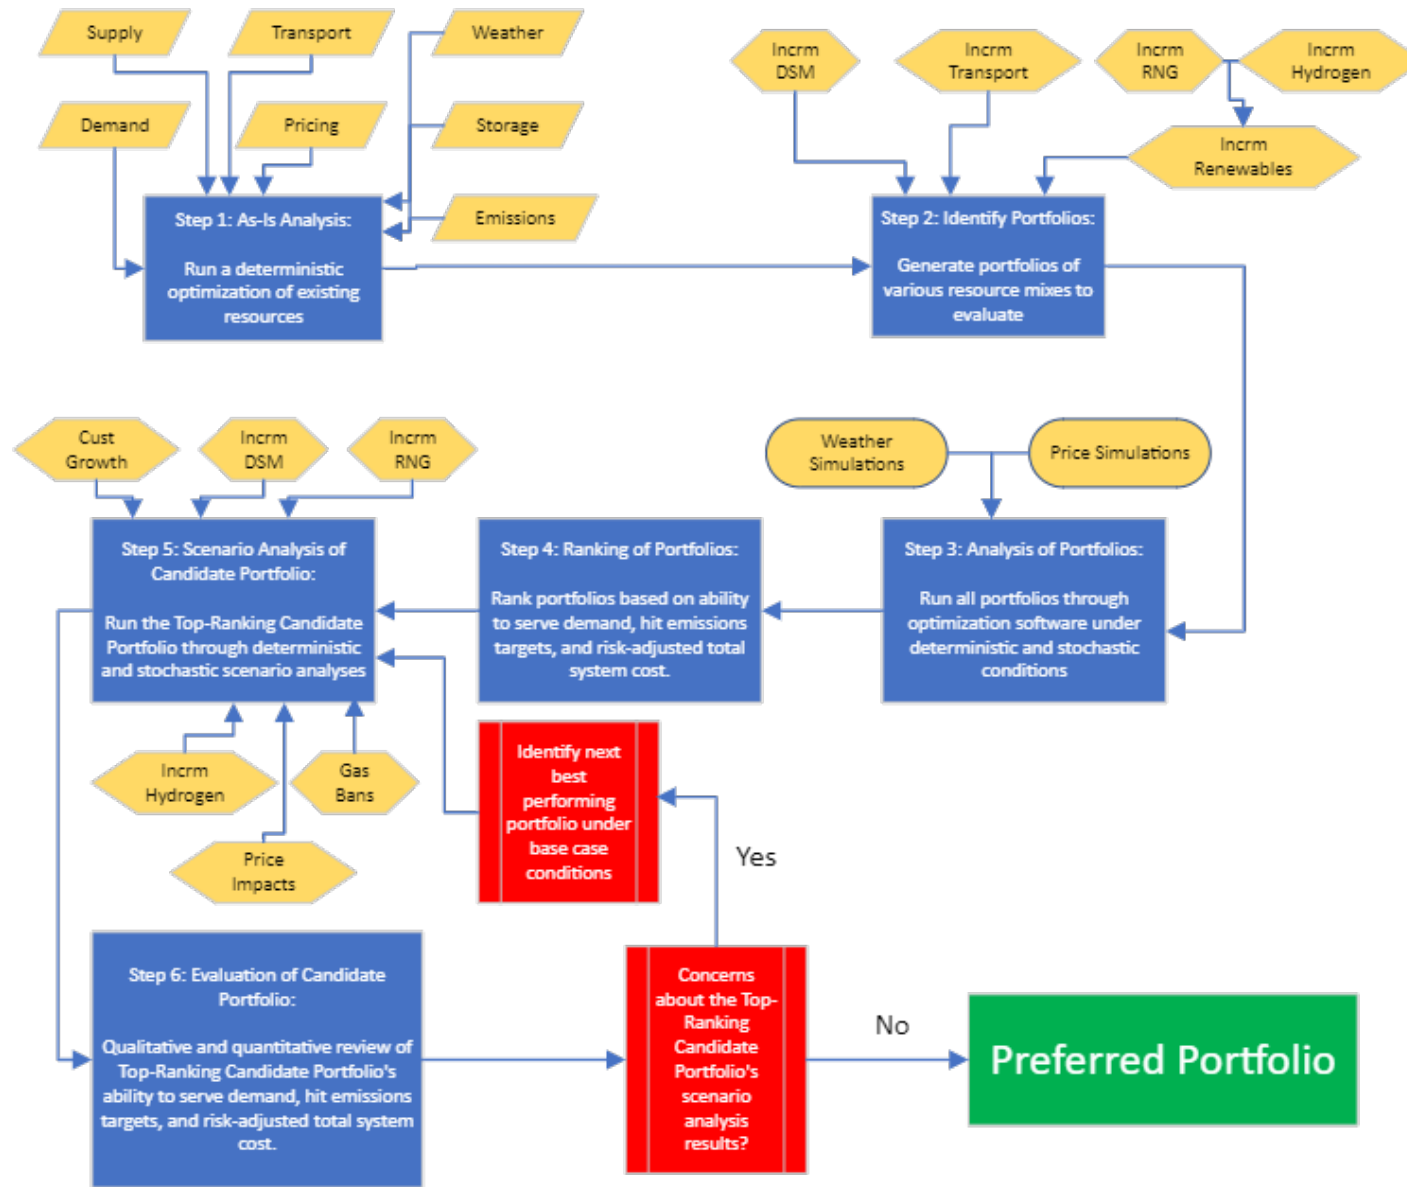 Supply
Transport
Weather
Demand
Pricing
Storage
Emissions
Step 1: As-Is Analysis:
Run a deterministic
optimization of existing
resources
Incrm
DSM
Incrm
Transport
Incrm
RNG
Incrm
Hydrogen
Incrm
Renewables
Step 2: Identify Portfolios:
Generate portfolios of
various resource mixes to
evaluate
Weather
Simulations
Price Simulations
Step 3: Analysis of Portfolios:
Run all portfolios through
optimization software under
deterministic and stochastic
conditions
Step 4: Ranking of Portfolios:
Rank portfolios based on ability
to serve demand, hit emissions
targets, and risk-adjusted total
system cost.
Cust
Growth
Incrm
DSM
Incrm
RNG
Step 5: Scenario Analysis of
Candidate Portfolio:
Run the Top-Ranking Candidate
Portfolio through deterministic
and stochastic scenario analyses
Incrm
Hydrogen
Gas
Bans
Price
Impacts
Identify next
best
performing
portfolio under
base case
conditions
Yes
Step 6: Evaluation of Candidate
Portfolio:
Qualitative and quantitative review of
Top-Ranking Candidate Portfolio's
ability to serve demand, hit emissions
targets, and risk-adjusted total system
cost.
Concerns
about the Top-
Ranking
Candidate
Portfolio's
scenario
analysis
results?
No
Preferred Portfolio